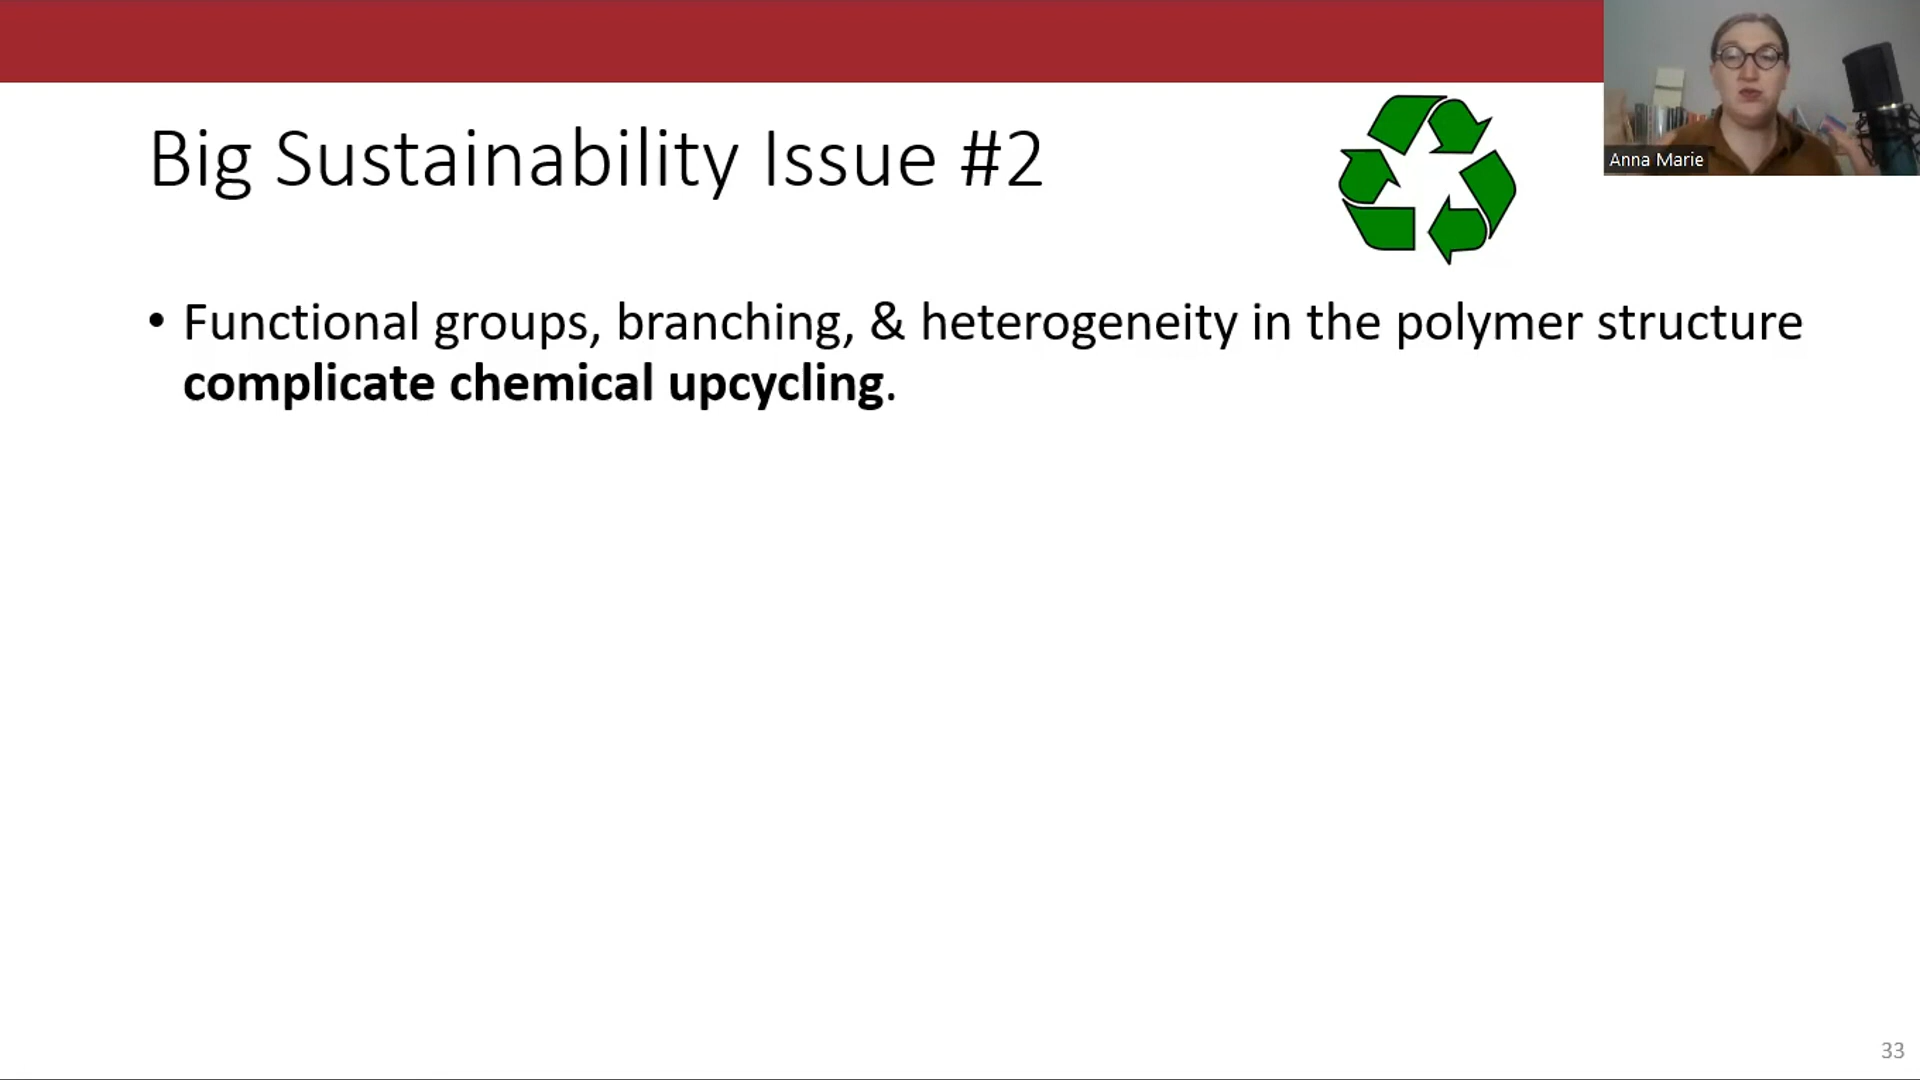 Anna Marie
Big Sustainability Issue #2
• Functional groups, branching, & heterogeneity in the polymer structure
complicate chemical upcycling.
33